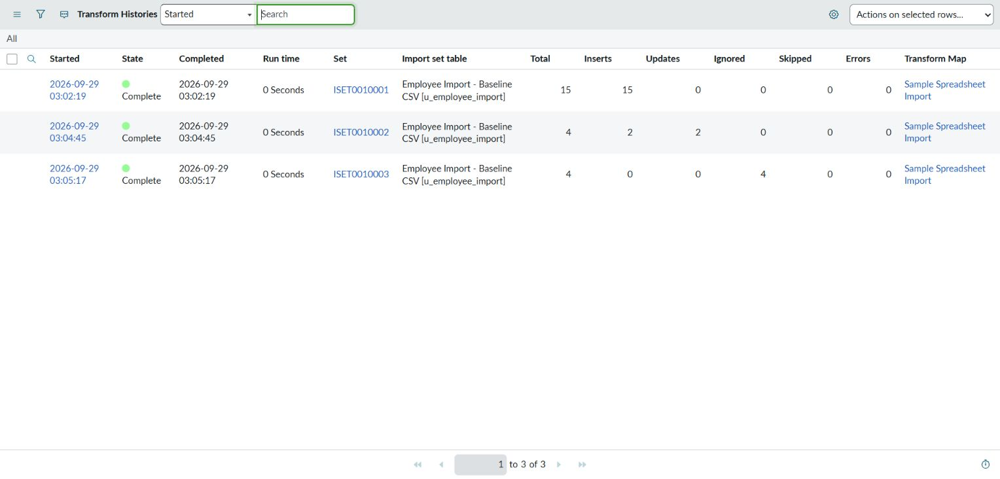 Transform Histories Started Search Actions on selected rows...
All
Started State Completed Run time Set Import set table Total Inserts Updates Ignored Skipped Errors Transform Map
2026-09-29 03:02:19 Complete 2026-09-29 03:02:19 0 Seconds ISET0010001 Employee Import - Baseline CSV [u_employee_import] 15 15 0 0 0 0 Sample Spreadsheet Import
2026-09-29 03:04:45 Complete 2026-09-29 03:04:45 0 Seconds ISET0010002 Employee Import - Baseline CSV [u_employee_import] 4 2 2 0 0 0 Sample Spreadsheet Import
2026-09-29 03:05:17 Complete 2026-09-29 03:05:17 0 Seconds ISET0010003 Employee Import - Baseline CSV [u_employee_import] 4 0 0 4 0 0 Sample Spreadsheet Import
1 to 3 of 3